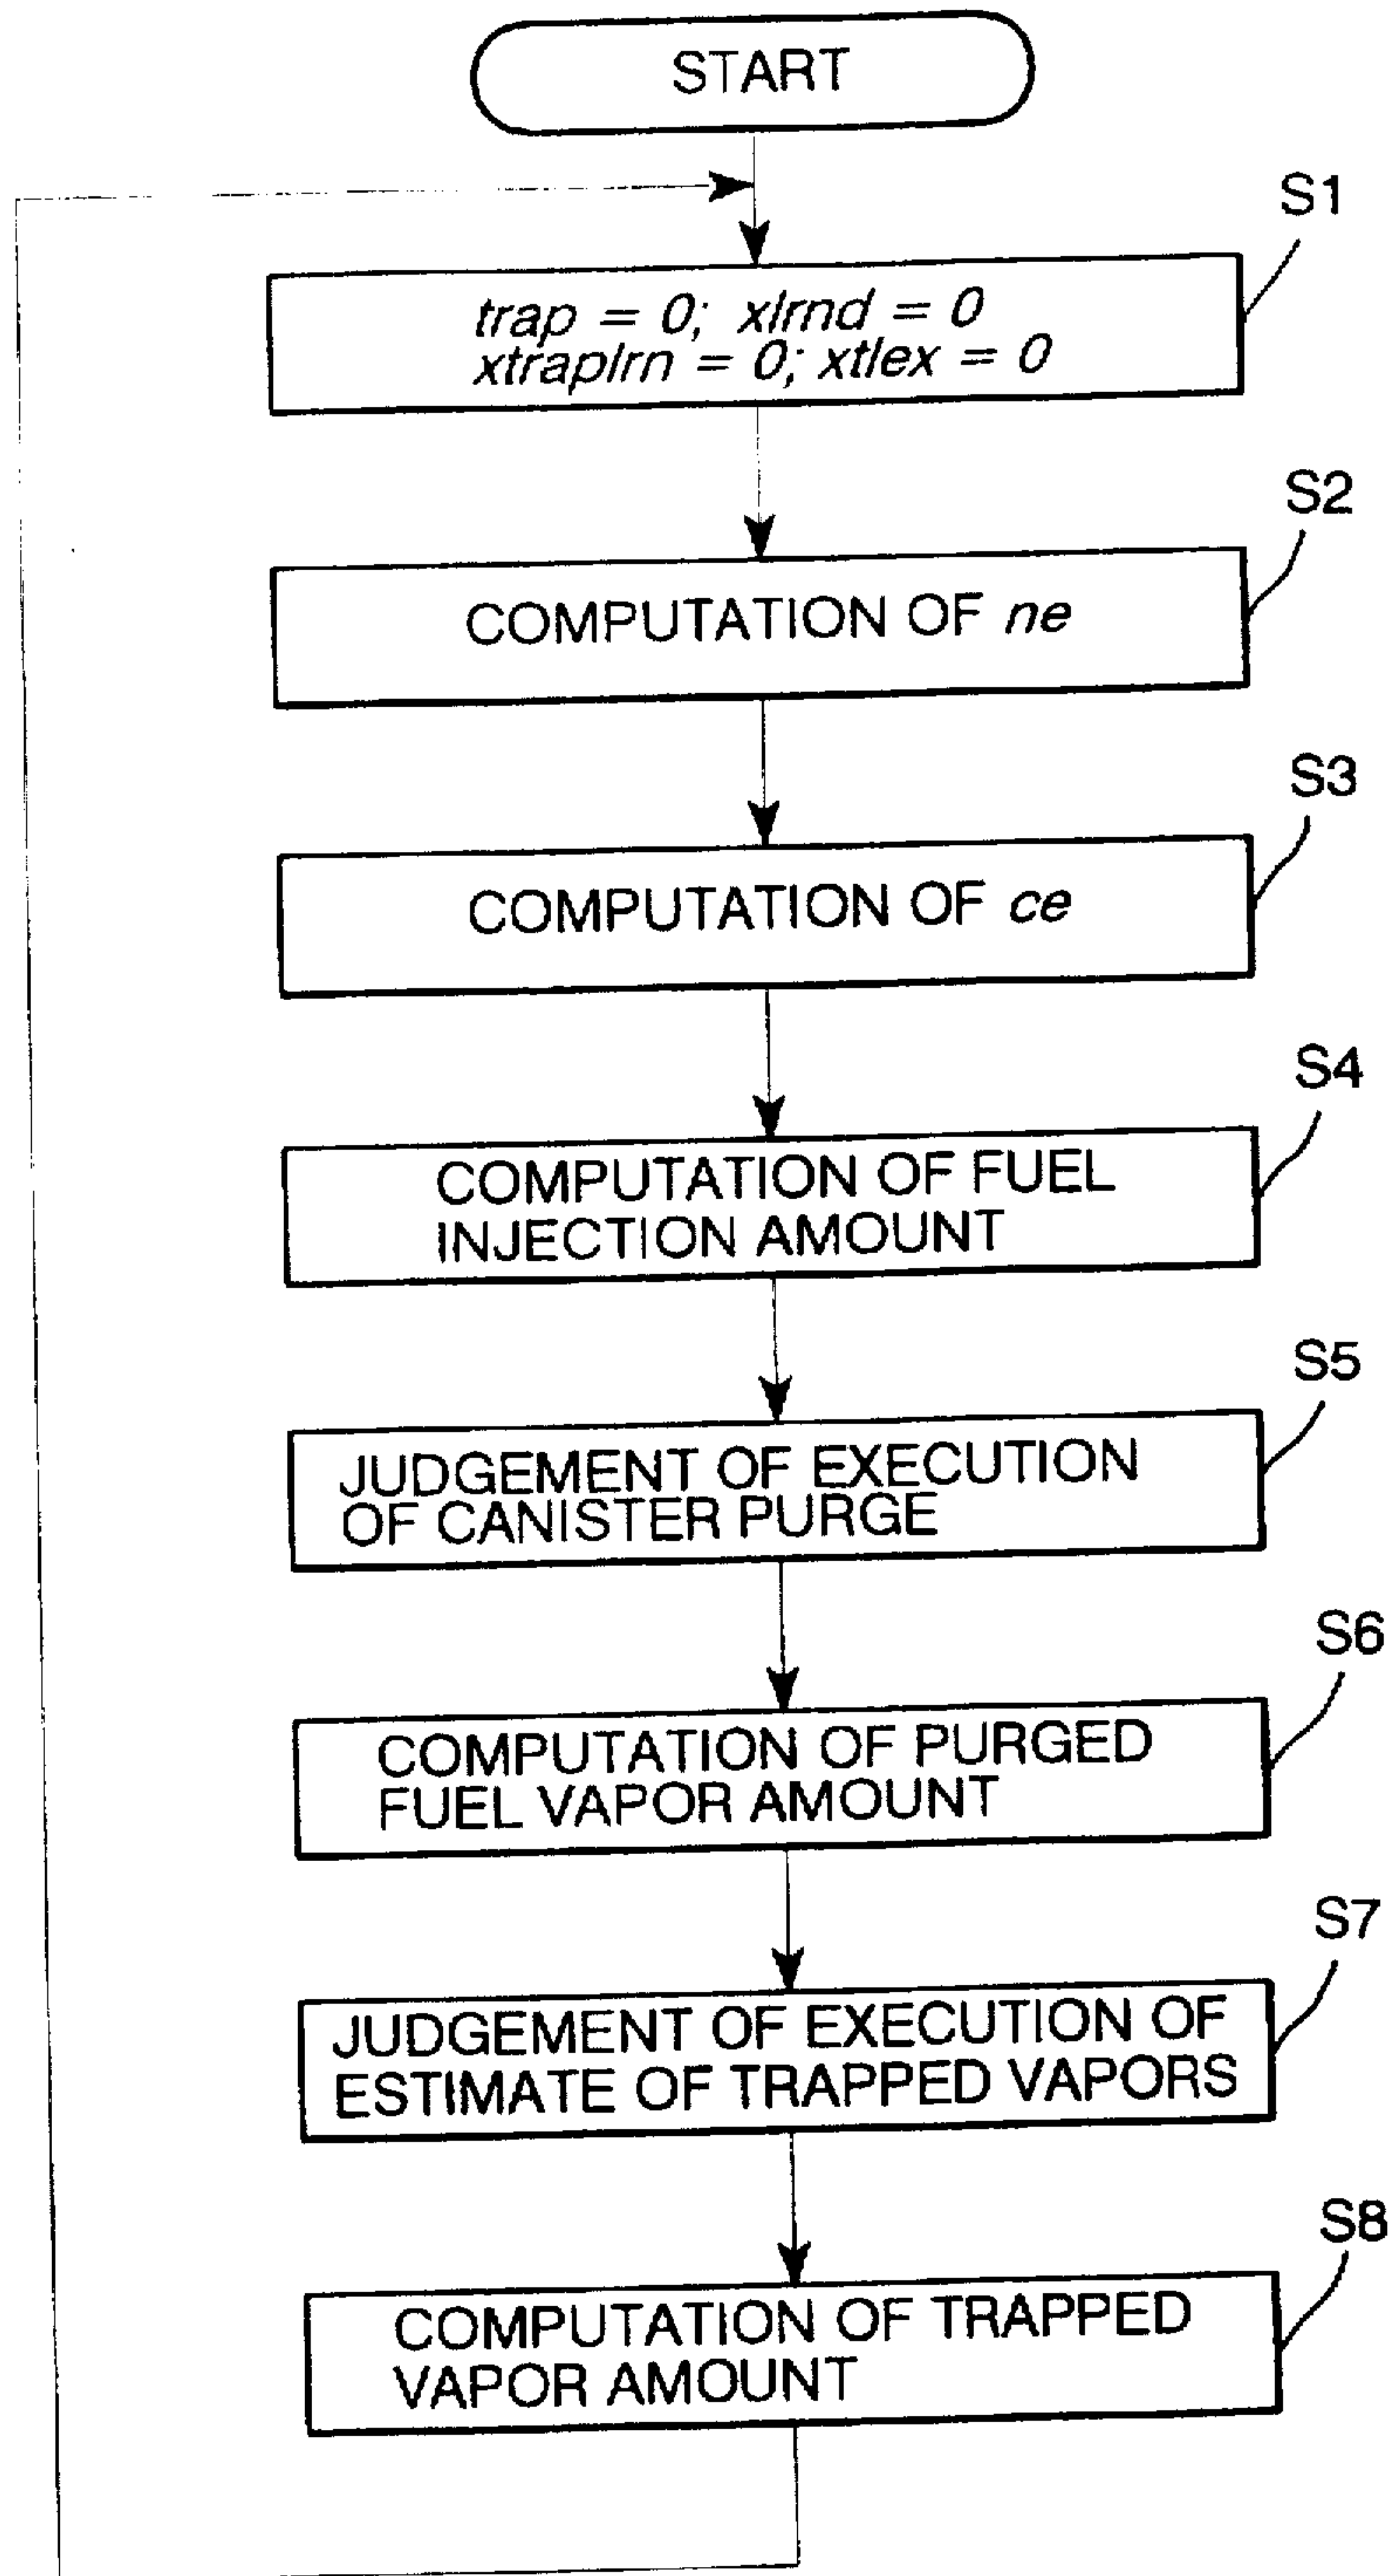 START
S1
trap = 0; xlrnd = 0
xtraplrn = 0; xtlex = 0
S2
COMPUTATION OF ne
S3
COMPUTATION OF ce
S4
COMPUTATION OF FUEL
INJECTION AMOUNT
S5
JUDGEMENT OF EXECUTION
OF CANISTER PURGE
S6
COMPUTATION OF PURGED
FUEL VAPOR AMOUNT
S7
JUDGEMENT OF EXECUTION OF
ESTIMATE OF TRAPPED VAPORS
S8
COMPUTATION OF TRAPPED
VAPOR AMOUNT